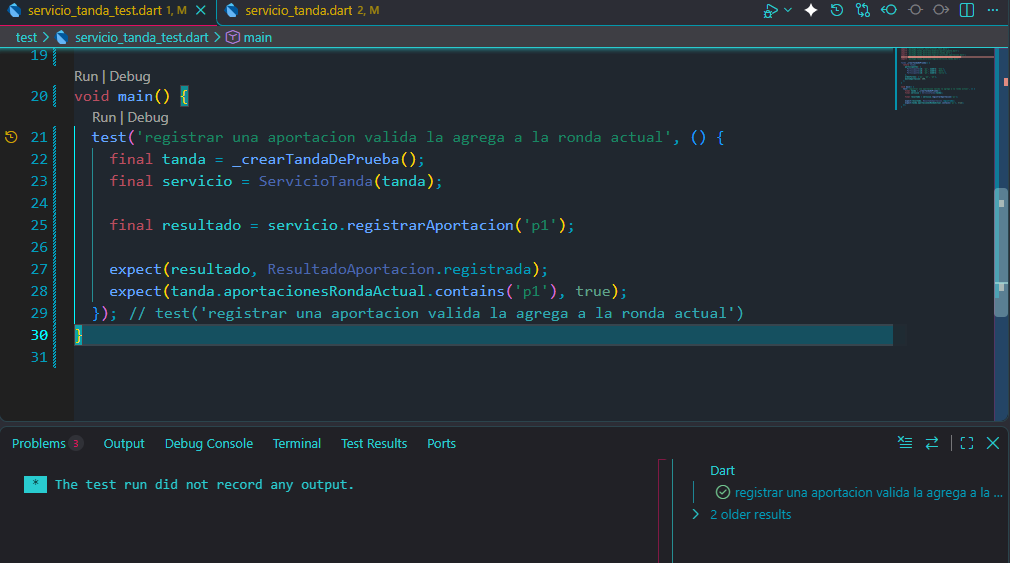 servicio_tanda_test.dart 1, M servicio_tanda.dart 2, M
test > servicio_tanda_test.dart > main
19
Run | Debug
20 void main() {
Run | Debug
21 test('registrar una aportacion valida la agrega a la ronda actual', () {
22 final tanda = _crearTandaDePrueba();
23 final servicio = ServicioTanda(tanda);
24
25 final resultado = servicio.registrarAportacion('p1');
26
27 expect(resultado, ResultadoAportacion.registrada);
28 expect(tanda.aportacionesRondaActual.contains('p1'), true);
29 }); // test('registrar una aportacion valida la agrega a la ronda actual')
30 }
31
Problems 3 Output Debug Console Terminal Test Results Ports
* The test run did not record any output.
Dart
registrar una aportacion valida la agrega a la ...
2 older results